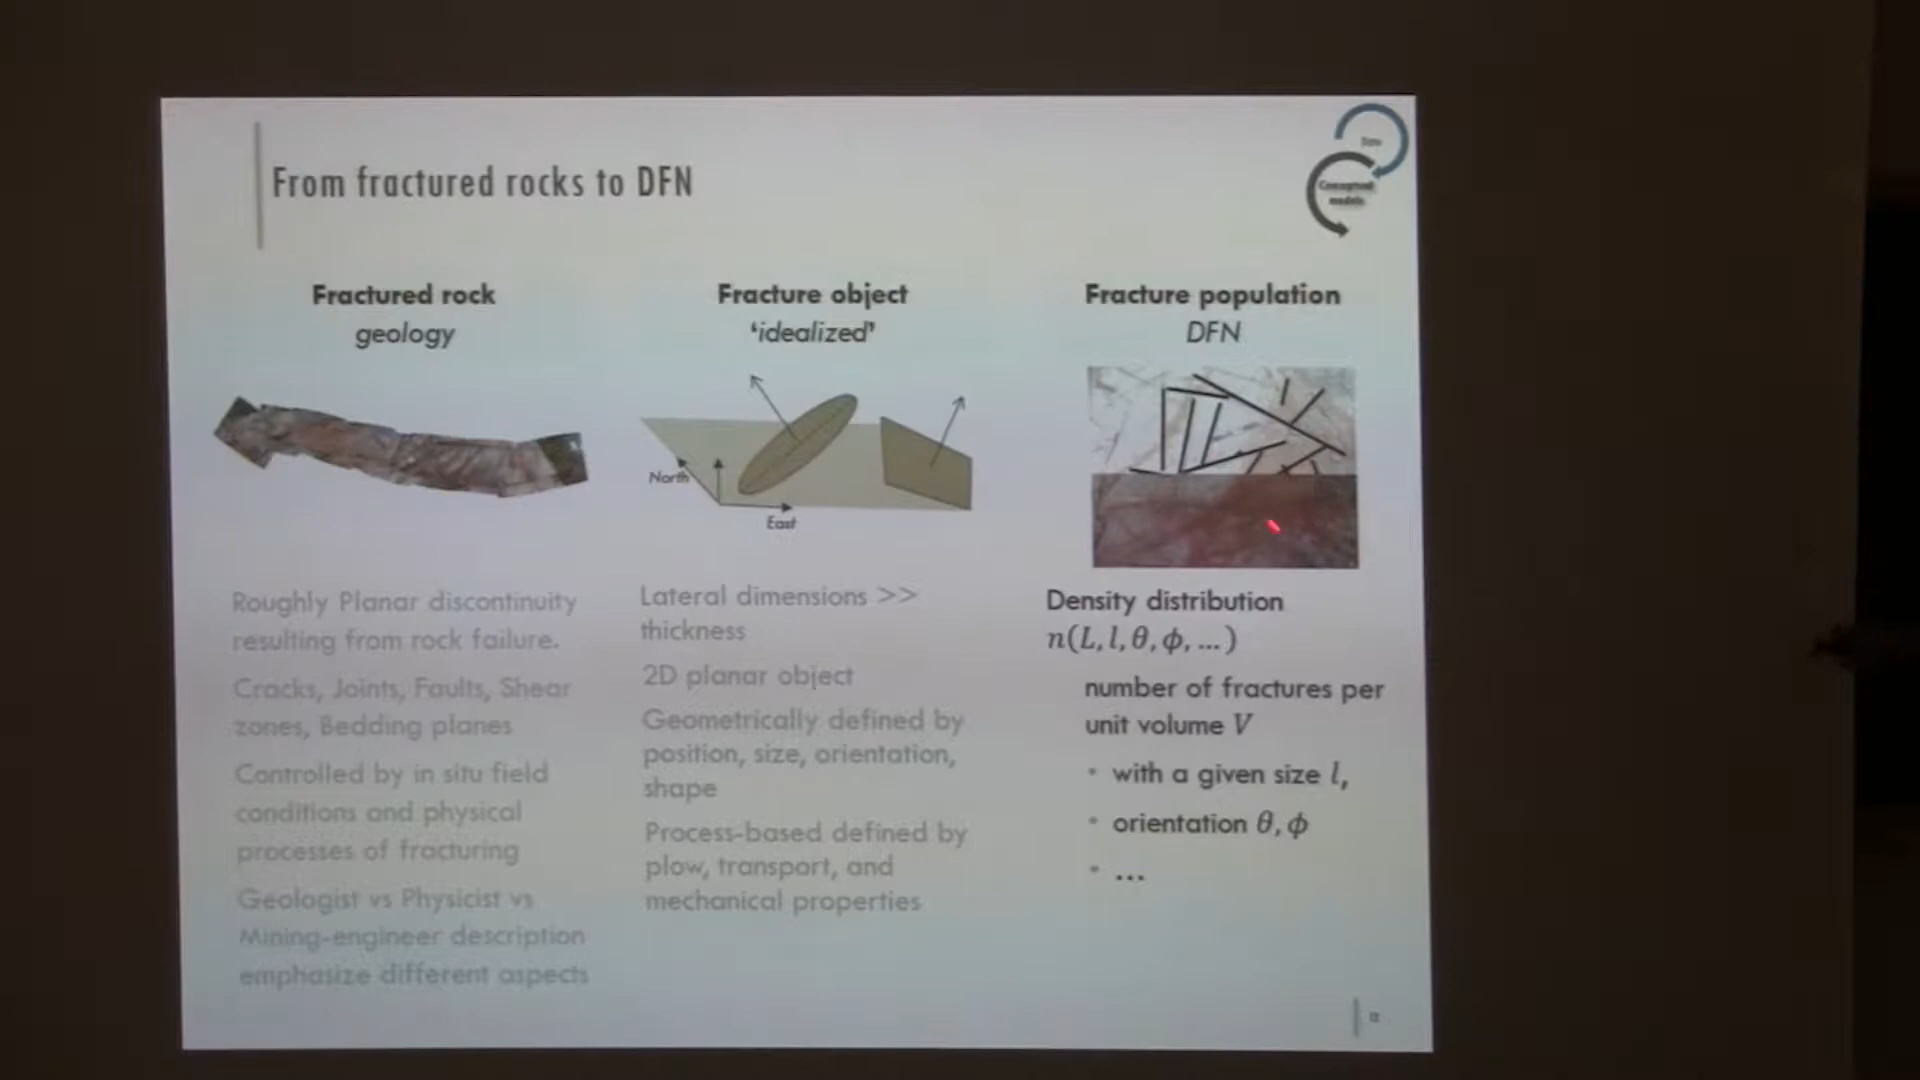 From fractured rocks to DFN
Conceptual
models
Fractured rock
geology
Roughly Planar discontinuity
resulting from rock failure.
Cracks, Joints, Faults, Shear
zones, Bedding planes
Controlled by in situ field
conditions and physical
processes of fracturing
Geologist vs Physicist vs
Mining-engineer description
emphasize different aspects
Fracture object
'idealized'
North
East
Lateral dimensions >>
thickness
2D planar object
Geometrically defined by
position, size, orientation,
shape
Process-based defined by
plow, transport, and
mechanical properties
Fracture population
DFN
Density distribution
n(L, l, θ, ϕ, ...)
number of fractures per
unit volume V
• with a given size l,
• orientation θ, ϕ
• ...